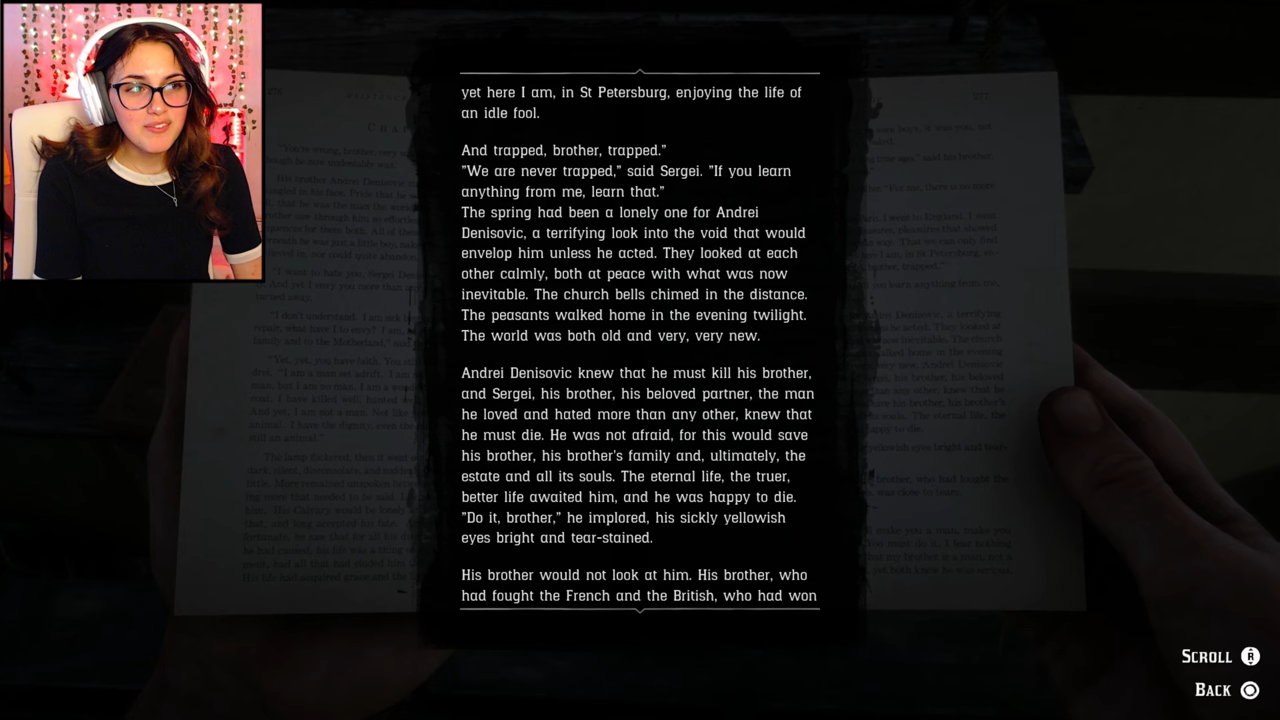 yet here I am, in St Petersburg, enjoying the life of
an idle fool.
And trapped, brother, trapped."
"We are never trapped," said Sergei. "If you learn
anything from me, learn that."
The spring had been a lonely one for Andrei
Denisovic, a terrifying look into the void that would
envelop him unless he acted. They looked at each
other calmly, both at peace with what was now
inevitable. The church bells chimed in the distance.
The peasants walked home in the evening twilight.
The world was both old and very, very new.
Andrei Denisovic knew that he must kill his brother,
and Sergei, his brother, his beloved partner, the man
he loved and hated more than any other, knew that
he must die. He was not afraid, for this would save
his brother, his brother's family and, ultimately, the
estate and all its souls. The eternal life, the truer,
better life awaited him, and he was happy to die.
"Do it, brother," he implored, his sickly yellowish
eyes bright and tear-stained.
His brother would not look at him. His brother, who
had fought the French and the British, who had won
SCROLL R
BACK